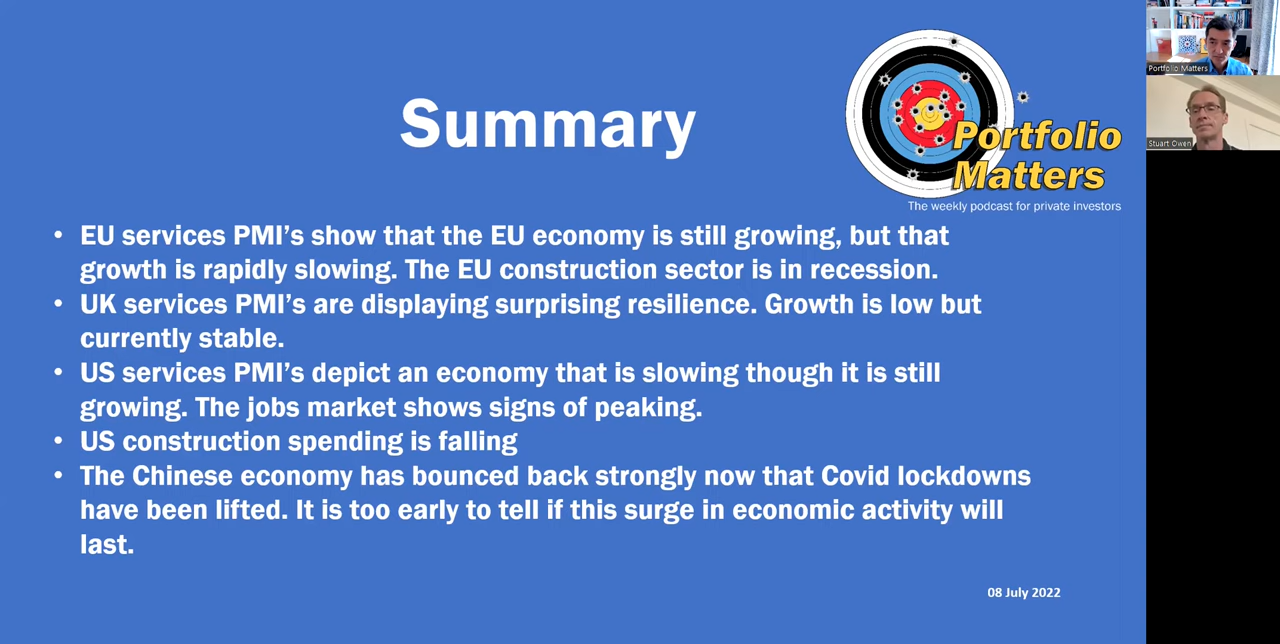 Summary
Portfolio
Matters
The weekly podcast for private investors
• EU services PMI’s show that the EU economy is still growing, but that
growth is rapidly slowing. The EU construction sector is in recession.
• UK services PMI’s are displaying surprising resilience. Growth is low but
currently stable.
• US services PMI’s depict an economy that is slowing though it is still
growing. The jobs market shows signs of peaking.
• US construction spending is falling
• The Chinese economy has bounced back strongly now that Covid lockdowns
have been lifted. It is too early to tell if this surge in economic activity will
last.
08 July 2022
Portfolio Matters
Stuart Owen